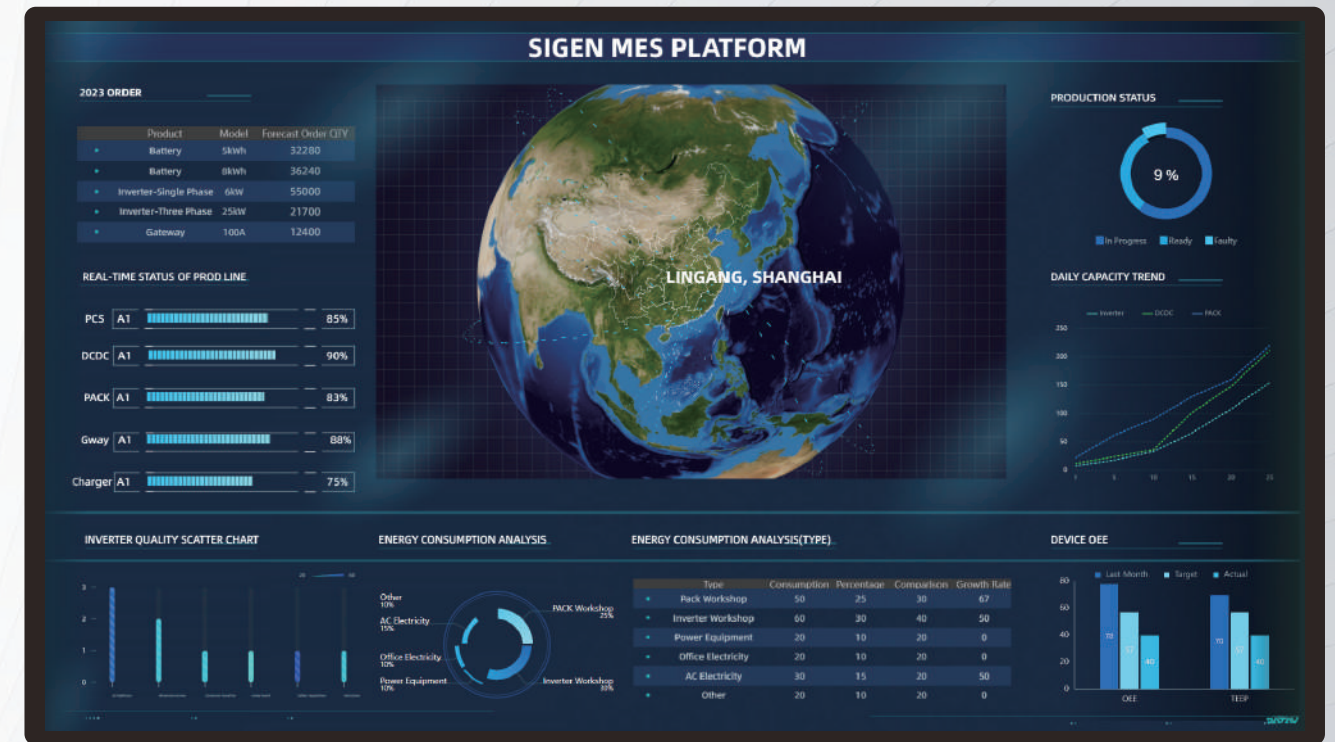 SIGEN MES PLATFORM
2023 ORDER
Product Model Forecast Order QTY
Battery 5kWh 32280
Battery 8kWh 36240
Inverter-Single Phase 6kW 55000
Inverter-Three Phase 25kW 21700
Gateway 100A 12400
REAL-TIME STATUS OF PROD LINE
PCS A1 85%
DCDC A1 90%
PACK A1 83%
Gway A1 88%
Charger A1 75%
LINGANG, SHANGHAI
PRODUCTION STATUS
9 %
In Progress Ready Faulty
DAILY CAPACITY TREND
Inverter DCDC PACK
250
200
150
100
50
0
1 5 10 15 20 25
INVERTER QUALITY SCATTER CHART
3
2
1
0
ENERGY CONSUMPTION ANALYSIS
Other
10%
AC Electricity
15%
Office Electricity
10%
Power Equipment
10%
PACK Workshop
25%
Inverter Workshop
30%
ENERGY CONSUMPTION ANALYSIS(TYPE)
Type Consumption Percentage Comparison Growth Rate
Pack Workshop 50 25 30 67
Inverter Workshop 60 30 40 50
Power Equipment 20 10 20 0
Office Electricity 20 10 20 0
AC Electricity 30 15 20 50
Other 20 10 20 0
DEVICE OEE
Last Month Target Actual
80
60
40
20
0
78 57 40
70 57 40
OEE TEEP